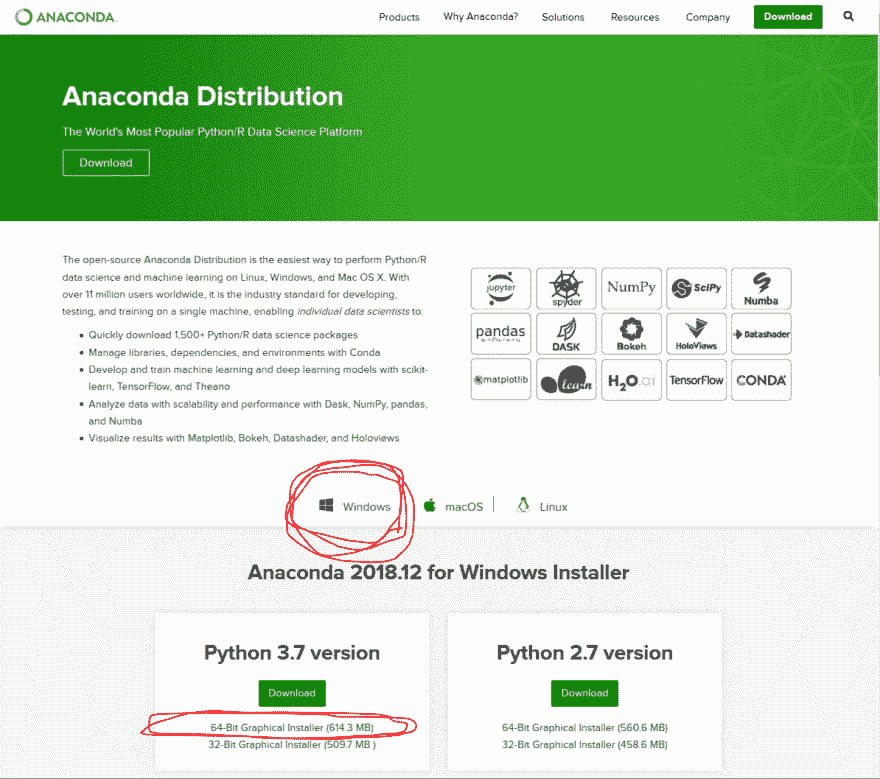 ANACONDA.
Products
Why Anaconda?
Solutions
Resources
Company
Download
Anaconda Distribution
The World's Most Popular Python/R Data Science Platform
Download
The open-source Anaconda Distribution is the easiest way to perform Python/R
data science and machine learning on Linux, Windows, and Mac OS X. With
over 11 million users worldwide, it is the industry standard for developing,
testing, and training on a single machine, enabling individual data scientists to:
Quickly download 1,500+ Python/R data science packages
Manage libraries, dependencies, and environments with Conda
Develop and train machine learning and deep learning models with scikit-
learn, TensorFlow, and Theano
Analyze data with scalability and performance with Dask, NumPy, pandas,
and Numba
Visualize results with Matplotlib, Bokeh, Datashader, and Holoviews
jupyter
spyder
NumPy
SciPy
Numba
pandas
DASK
Bokeh
HoloViews
Datashader
matplotlib
learn
H2O.ai
TensorFlow
CONDA
Windows
macOS
Linux
Anaconda 2018.12 for Windows Installer
Python 3.7 version
Download
64-Bit Graphical Installer (614.3 MB)
32-Bit Graphical Installer (509.7 MB )
Python 2.7 version
Download
64-Bit Graphical Installer (560.6 MB)
32-Bit Graphical Installer (458.6 MB)